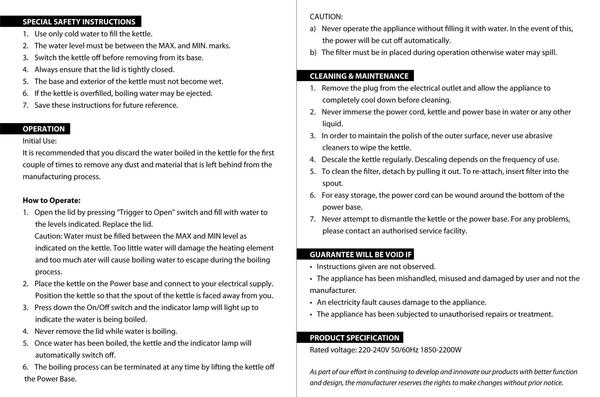 SPECIAL SAFETY INSTRUCTIONS
1. Use only cold water to fill the kettle.
2. The water level must be between the MAX. and MIN. marks.
3. Switch the kettle off before removing from its base.
4. Always ensure that the lid is tightly closed.
5. The base and exterior of the kettle must not become wet.
6. If the kettle is overfilled, boiling water may be ejected.
7. Save these instructions for future reference.
OPERATION
Initial Use:
It is recommended that you discard the water boiled in the kettle for the first
couple of times to remove any dust and material that is left behind from the
manufacturing process.
How to Operate:
1. Open the lid by pressing “Trigger to Open” switch and fill with water to
the levels indicated. Replace the lid.
Caution: Water must be filled between the MAX and MIN level as
indicated on the kettle. Too little water will damage the heating element
and too much ater will cause boiling water to escape during the boiling
process.
2. Place the kettle on the Power base and connect to your electrical supply.
Position the kettle so that the spout of the kettle is faced away from you.
3. Press down the On/Off switch and the indicator lamp will light up to
indicate the water is being boiled.
4. Never remove the lid while water is boiling.
5. Once water has been boiled, the kettle and the indicator lamp will
automatically switch off.
6. The boiling process can be terminated at any time by lifting the kettle off
the Power Base.
CAUTION:
a) Never operate the appliance without filling it with water. In the event of this,
the power will be cut off automatically.
b) The filter must be in placed during operation otherwise water may spill.
CLEANING & MAINTENANCE
1. Remove the plug from the electrical outlet and allow the appliance to
completely cool down before cleaning.
2. Never immerse the power cord, kettle and power base in water or any other
liquid.
3. In order to maintain the polish of the outer surface, never use abrasive
cleaners to wipe the kettle.
4. Descale the kettle regularly. Descaling depends on the frequency of use.
5. To clean the filter, detach by pulling it out. To re-attach, insert filter into the
spout.
6. For easy storage, the power cord can be wound around the bottom of the
power base.
7. Never attempt to dismantle the kettle or the power base. For any problems,
please contact an authorised service facility.
GUARANTEE WILL BE VOID IF
• Instructions given are not observed.
• The appliance has been mishandled, misused and damaged by user and not the
manufacturer.
• An electricity fault causes damage to the appliance.
• The appliance has been subjected to unauthorised repairs or treatment.
PRODUCT SPECIFICATION
Rated voltage: 220-240V 50/60Hz 1850-2200W
As part of our effort in continuing to develop and innovate our products with better function
and design, the manufacturer reserves the rights to make changes without prior notice.